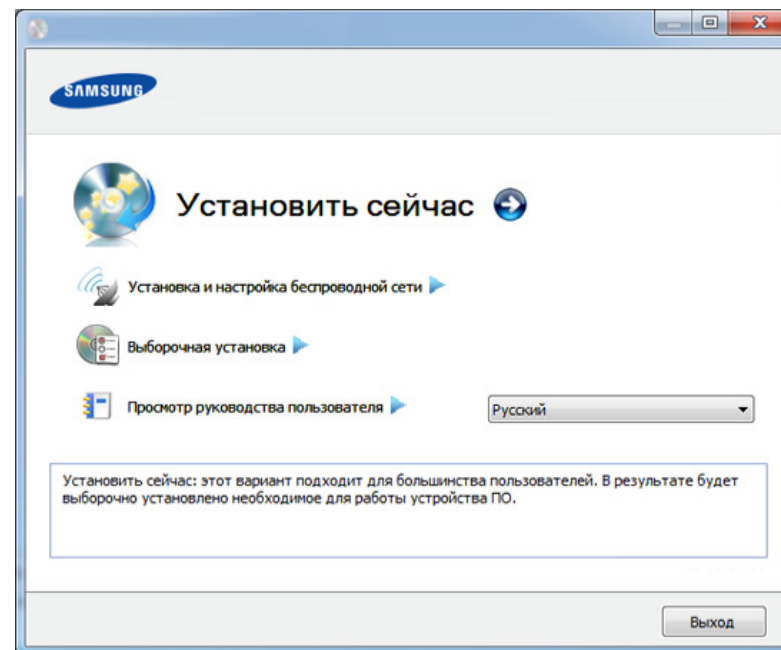 SAMSUNG
Установить сейчас
Установка и настройка беспроводной сети
Выборочная установка
Просмотр руководства пользователя
Русский
Установить сейчас: этот вариант подходит для большинства пользователей. В результате будет
выборочно установлено необходимое для работы устройства ПО.
Выход